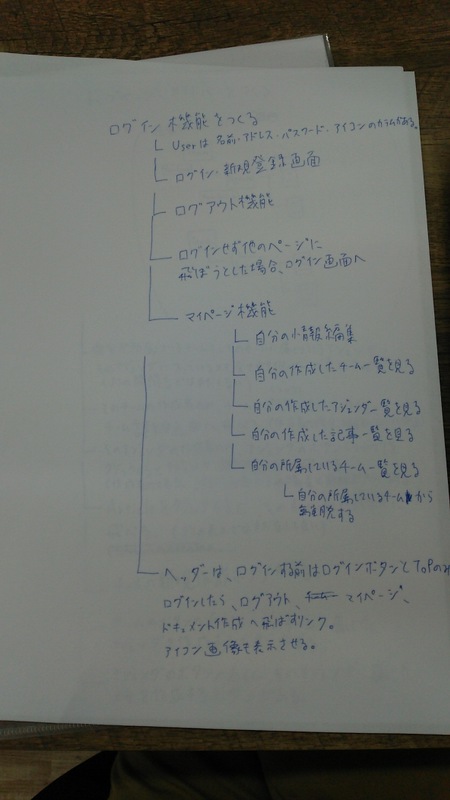 ログイン機能をつくる
Userは名前・アドレス・パスワード・アイコンのカラムがある。
ログイン・新規登録画面
ログアウト機能
ログインせず他のページに
飛ぼうとした場合、ログイン画面へ
マイページ機能
自分の情報編集
自分の作成したチーム一覧を見る
自分の作成したアジェンダ一覧を見る
自分の作成した記事一覧を見る
自分の所属しているチーム一覧を見る
自分の所属しているチームから
離脱する
ヘッダーは、ログインする前はログインボタンとTOPのみ
ログインしたら、ログアウト、マイページ、
ドキュメント作成へ飛ばすリンク。
アイコン画像も表示させる。